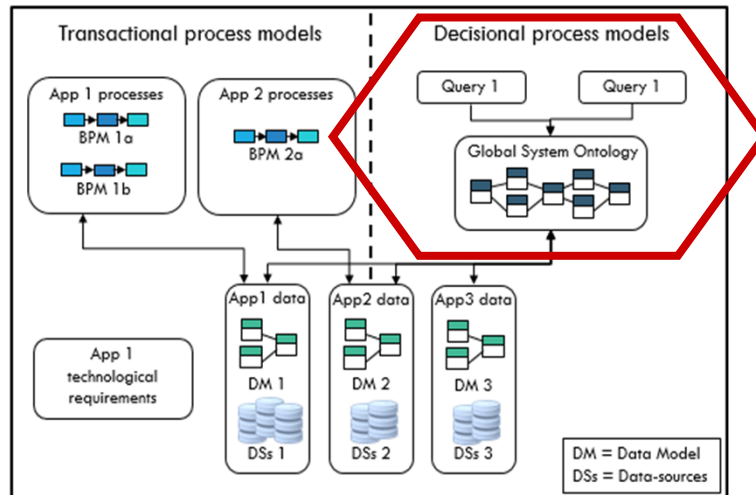 Transactional process models
Decisional process models
App 1 processes
BPM 1a
BPM 1b
App 2 processes
BPM 2a
Query 1
Query 1
Global System Ontology
App1 data
DM 1
DSs 1
App2 data
DM 2
DSs 2
App3 data
DM 3
DSs 3
App 1
technological
requirements
DM = Data Model
DSs = Data-sources